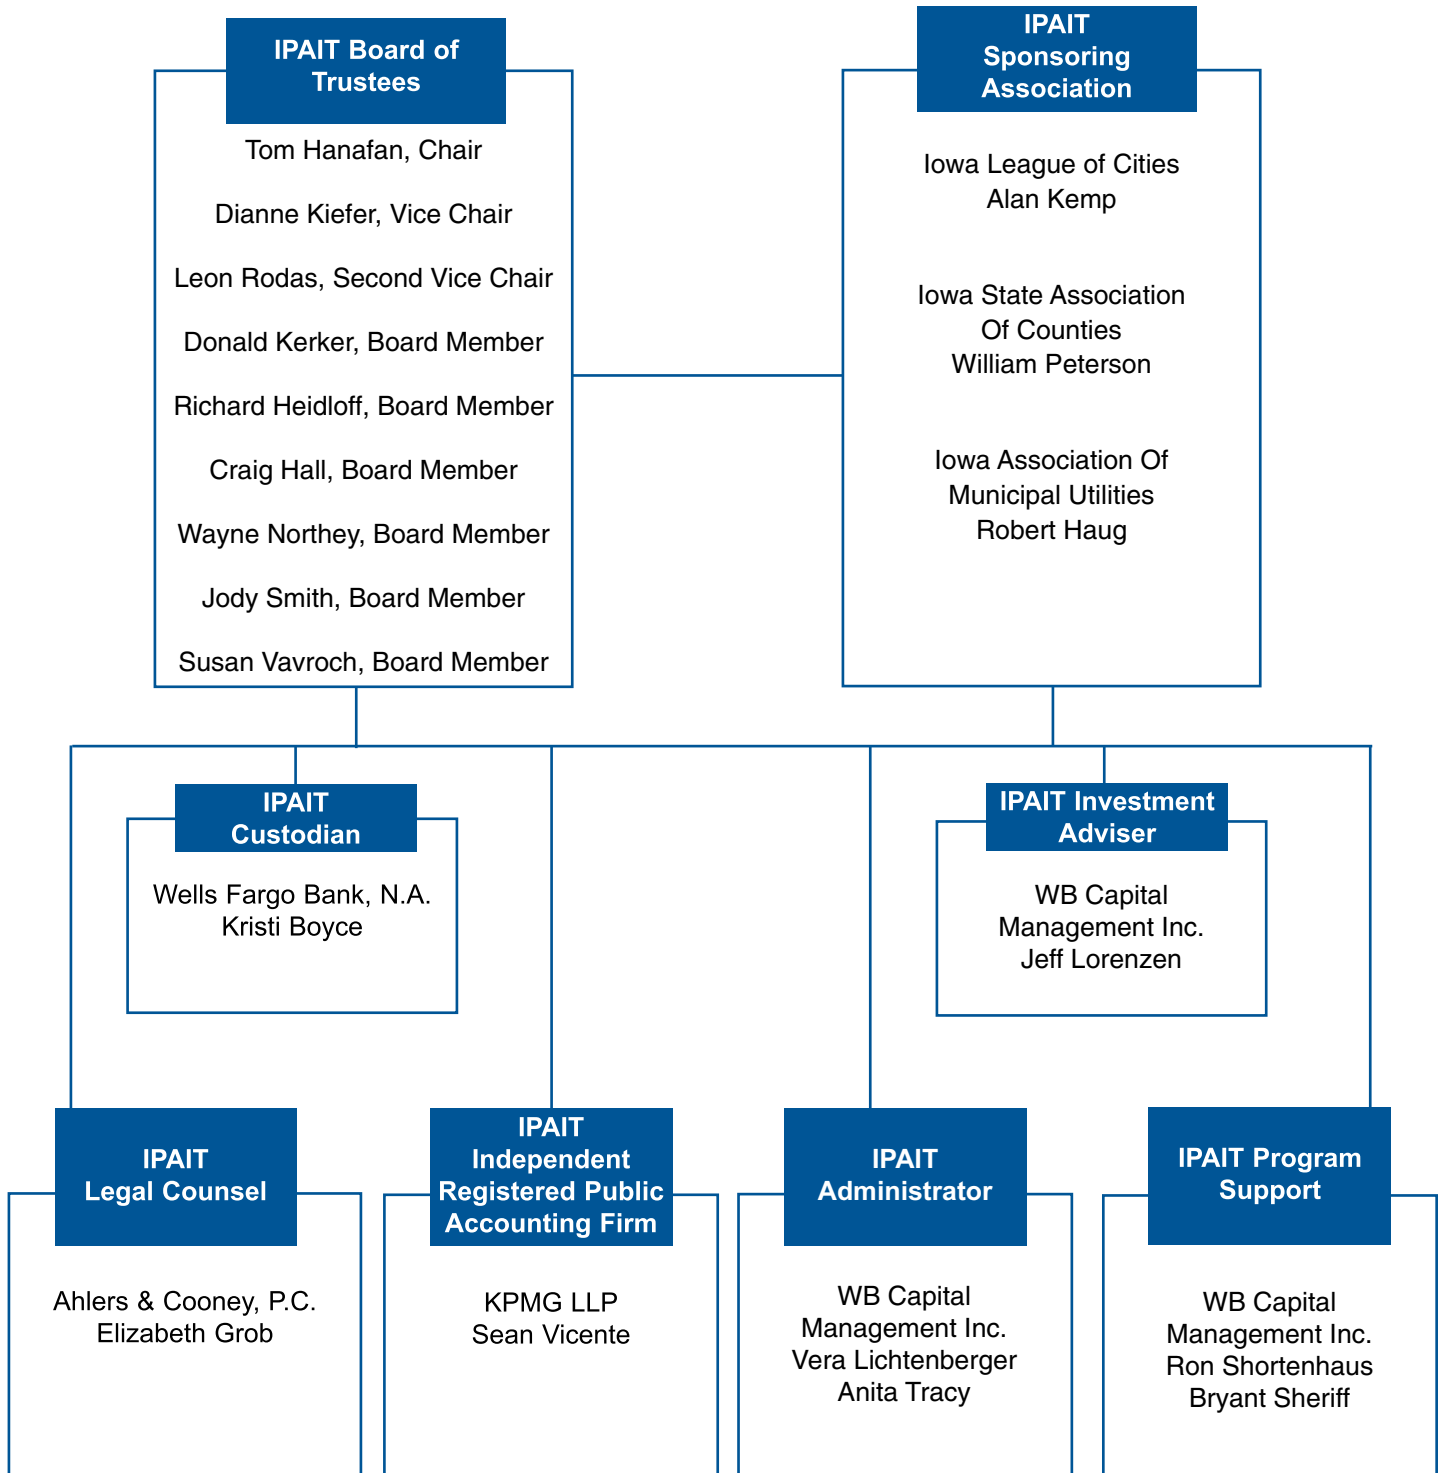 IPAIT Board of
Trustees
Tom Hanafan, Chair
Dianne Kiefer, Vice Chair
Leon Rodas, Second Vice Chair
Donald Kerker, Board Member
Richard Heidloff, Board Member
Craig Hall, Board Member
Wayne Northey, Board Member
Jody Smith, Board Member
Susan Vavroch, Board Member
IPAIT
Sponsoring
Association
Iowa League of Cities
Alan Kemp
Iowa State Association
Of Counties
William Peterson
Iowa Association Of
Municipal Utilities
Robert Haug
IPAIT
Custodian
Wells Fargo Bank, N.A.
Kristi Boyce
IPAIT Investment
Adviser
WB Capital
Management Inc.
Jeff Lorenzen
IPAIT
Legal Counsel
Ahlers & Cooney, P.C.
Elizabeth Grob
IPAIT
Independent
Registered Public
Accounting Firm
KPMG LLP
Sean Vicente
IPAIT
Administrator
WB Capital
Management Inc.
Vera Lichtenberger
Anita Tracy
IPAIT Program
Support
WB Capital
Management Inc.
Ron Shortenhaus
Bryant Sheriff